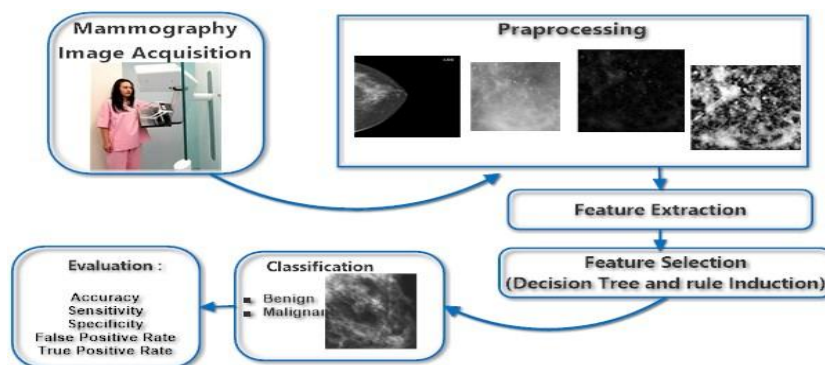 Mammography
Image Acquisition
Praprocessing
Feature Extraction
Feature Selection
(Decision Tree and rule Induction)
Classification
Benign
Malignan
Evaluation :
Accuracy
Sensitivity
Specificity
False Positive Rate
True Positive Rate